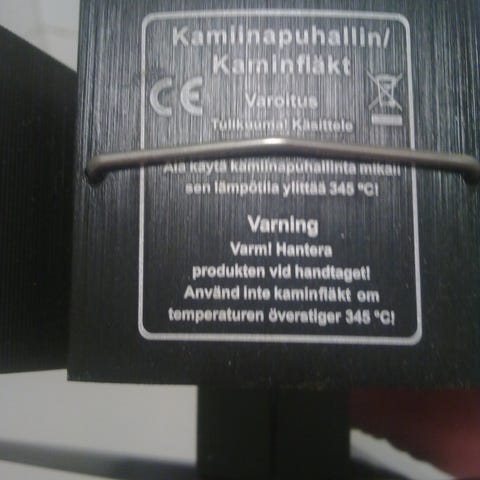 Kamiinapuhallin/
Kaminfläkt
CE
Varoitus
Tulikuuma! Käsittele
Älä käytä kamiinapuhallinta mikäli
sen lämpötila ylittää 345 °C!
Varning
Varm! Hantera
produkten vid handtaget!
Använd inte kaminfläkt om
temperaturen överstiger 345 °C!